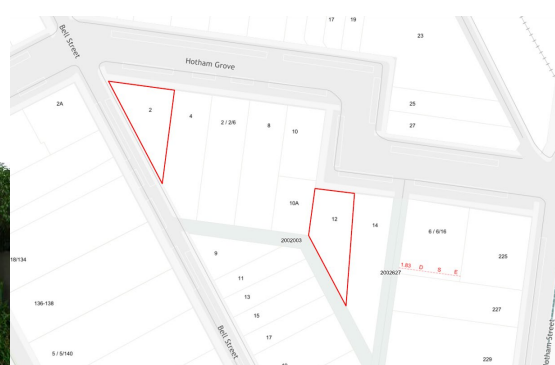 17
19
23
Bell Street
Hotham Grove
2A
2
4
2 / 2/6
8
10
25
27
10A
12
14
6 / 6/16
2002003
9
225
18/134
11
2002627
1.83 D & E
13
136-138
15
227
Bell Street
17
Hotham-Street
5 / 5/140
229